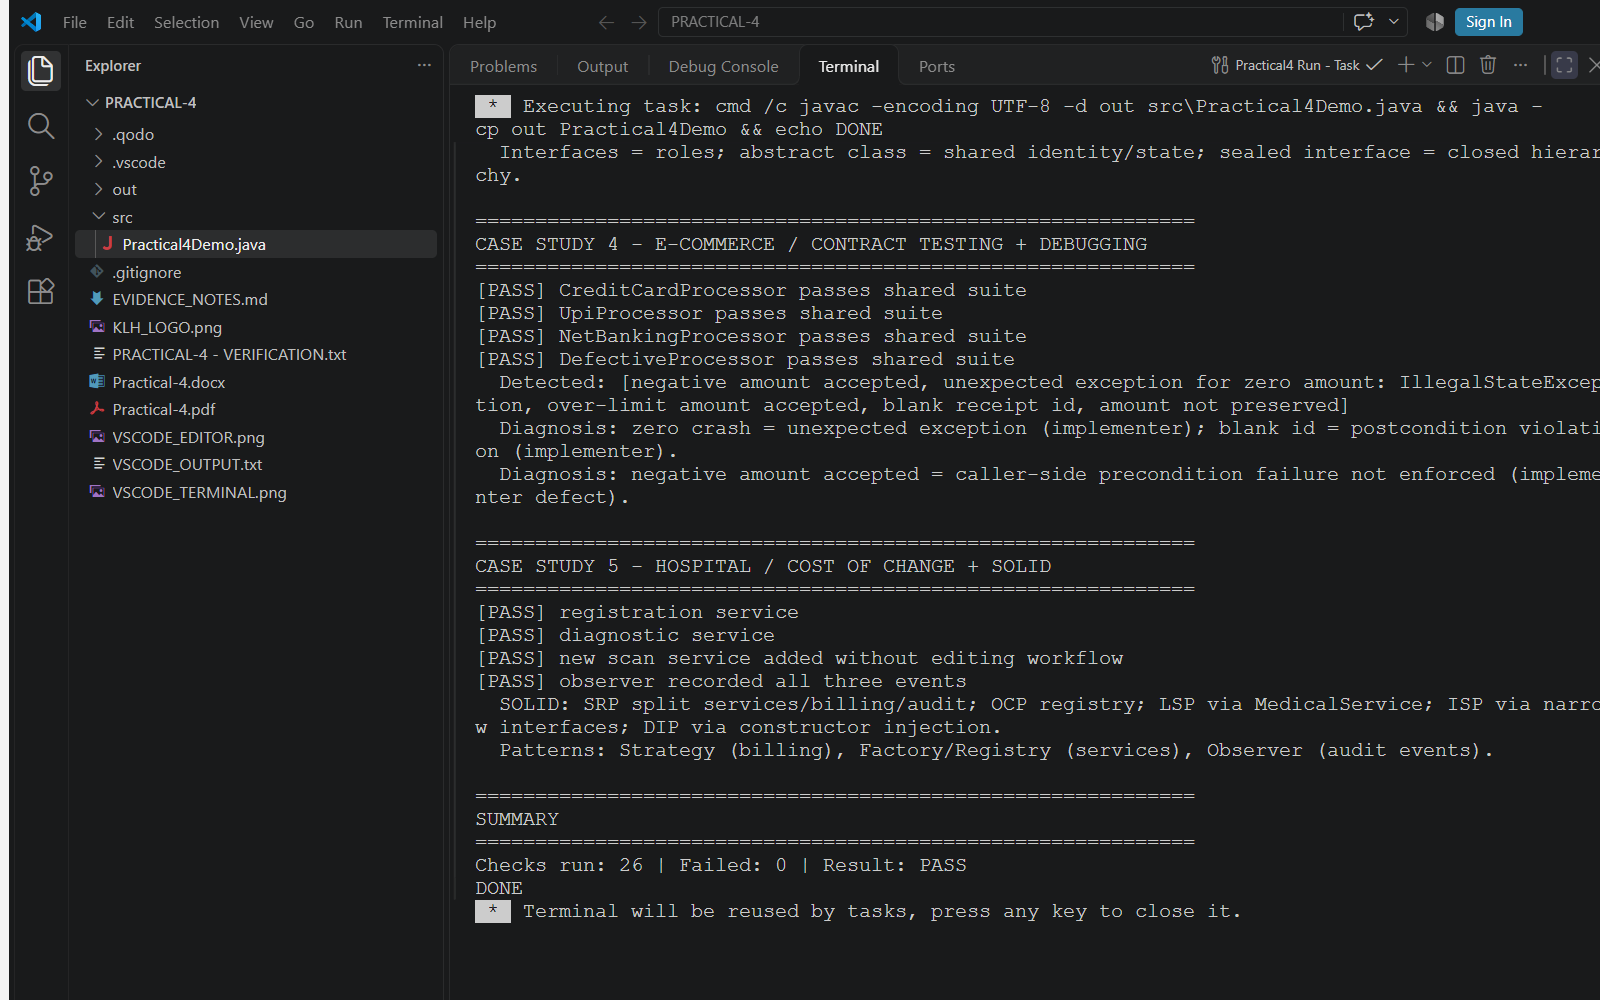 File Edit Selection View Go Run Terminal Help
PRACTICAL-4
Sign In
Explorer
PRACTICAL-4
.qodo
.vscode
out
src
Practical4Demo.java
.gitignore
EVIDENCE_NOTES.md
KLH_LOGO.png
PRACTICAL-4 - VERIFICATION.txt
Practical-4.docx
Practical-4.pdf
VSCODE_EDITOR.png
VSCODE_OUTPUT.txt
VSCODE_TERMINAL.png
Problems Output Debug Console Terminal Ports
Practical4 Run - Task
* Executing task: cmd /c javac -encoding UTF-8 -d out src\Practical4Demo.java && java -
cp out Practical4Demo && echo DONE
Interfaces = roles; abstract class = shared identity/state; sealed interface = closed hierar
chy.
============================================================
CASE STUDY 4 - E-COMMERCE / CONTRACT TESTING + DEBUGGING
============================================================
[PASS] CreditCardProcessor passes shared suite
[PASS] UpiProcessor passes shared suite
[PASS] NetBankingProcessor passes shared suite
[PASS] DefectiveProcessor passes shared suite
Detected: [negative amount accepted, unexpected exception for zero amount: IllegalStateExcep
tion, over-limit amount accepted, blank receipt id, amount not preserved]
Diagnosis: zero crash = unexpected exception (implementer); blank id = postcondition violati
on (implementer).
Diagnosis: negative amount accepted = caller-side precondition failure not enforced (impleme
nter defect).
============================================================
CASE STUDY 5 - HOSPITAL / COST OF CHANGE + SOLID
============================================================
[PASS] registration service
[PASS] diagnostic service
[PASS] new scan service added without editing workflow
[PASS] observer recorded all three events
SOLID: SRP split services/billing/audit; OCP registry; LSP via MedicalService; ISP via narro
w interfaces; DIP via constructor injection.
Patterns: Strategy (billing), Factory/Registry (services), Observer (audit events).
============================================================
SUMMARY
============================================================
Checks run: 26 | Failed: 0 | Result: PASS
DONE
* Terminal will be reused by tasks, press any key to close it.